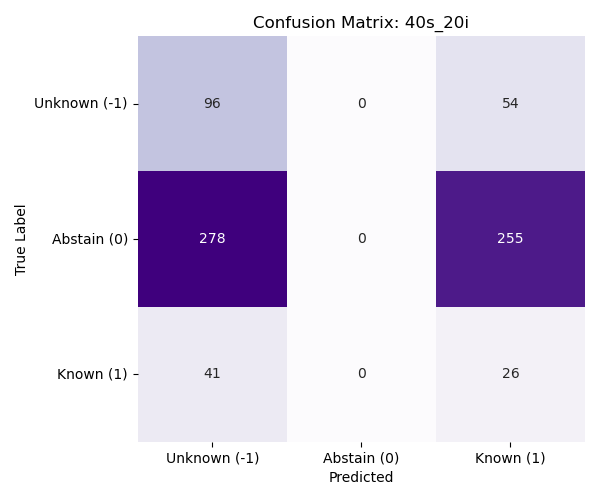 Confusion Matrix: 40s_20i
True Label
Unknown (-1) 96 0 54
Abstain (0) 278 0 255
Known (1) 41 0 26
Unknown (-1) Abstain (0) Known (1)
Predicted